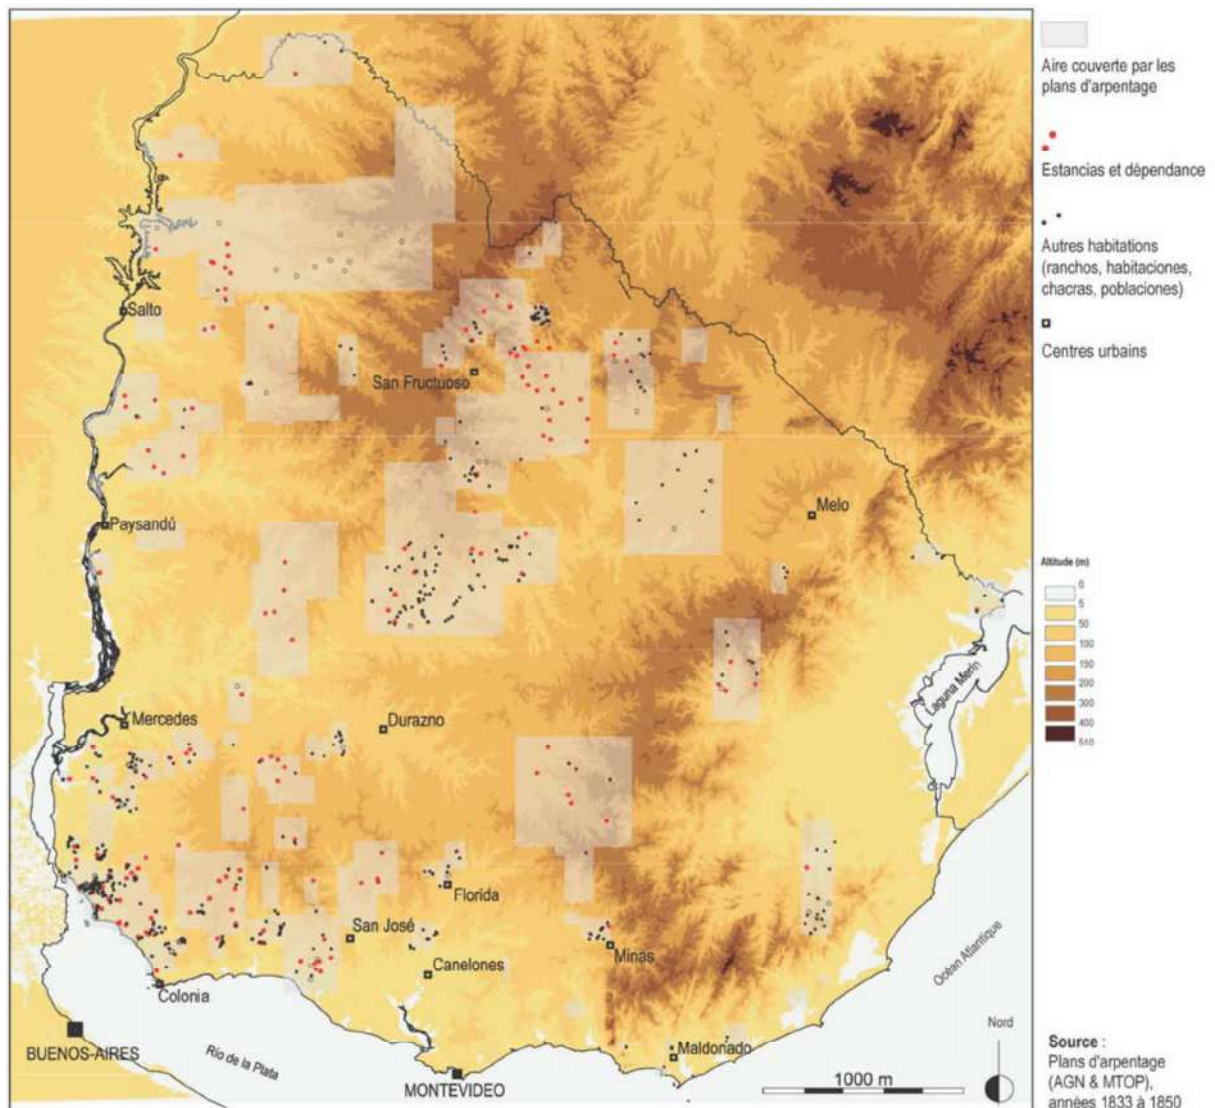 Salto
San Fructuoso
Paysandú
Melo
Mercedes
Durazno
Laguna Merín
Florida
San José
Minas
Canelones
Colonia
Océan Atlantique
BUENOS-AIRES
Río de la Plata
MONTEVIDEO
Maldonado
Nord
1000 m
Aire couverte par les
plans d'arpentage
Estancias et dépendance
Autres habitations
(ranchos, habitaciones,
chacras, poblaciones)
Centres urbains
Altitude (m)
0
5
50
100
150
200
300
400
510
Source :
Plans d'arpentage
(AGN & MTOP),
années 1833 à 1850